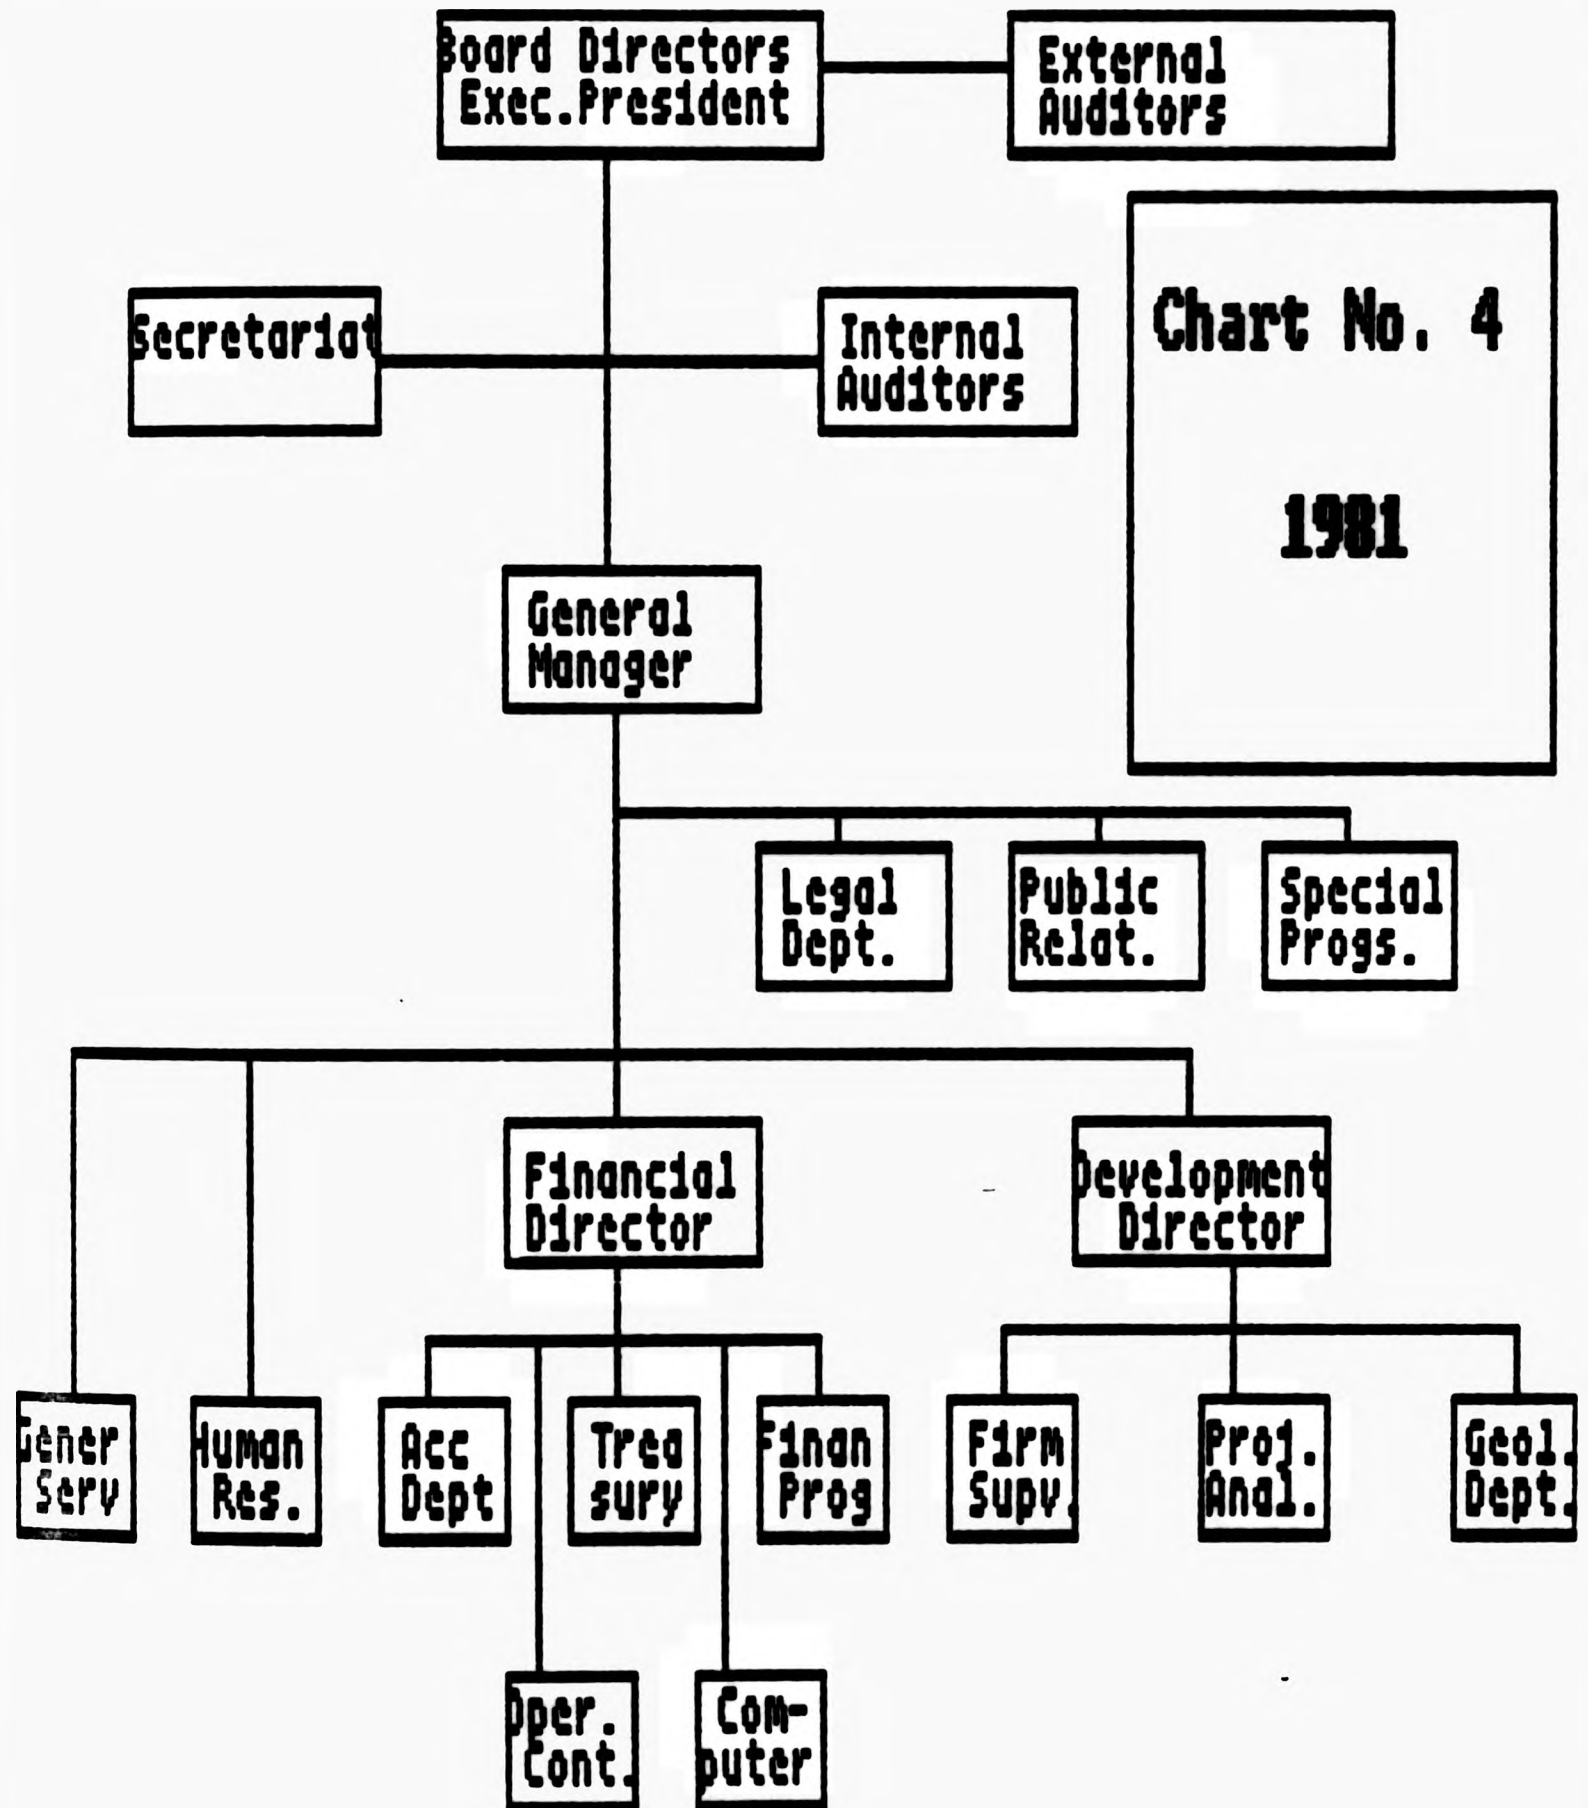 Board Directors
Exec.President
External
Auditors
Secretariat
Internal
Auditors
Chart No. 4
1981
General
Manager
Legal
Dept.
Public
Relat.
Special
Progs.
Financial
Director
Development
Director
Gener
Serv
Human
Res.
Acc
Dept
Trea
sury
Finan
Prog
Firm
Supv.
Proj.
Anal.
Geol.
Dept.
Oper.
Cont.
Com-
puter